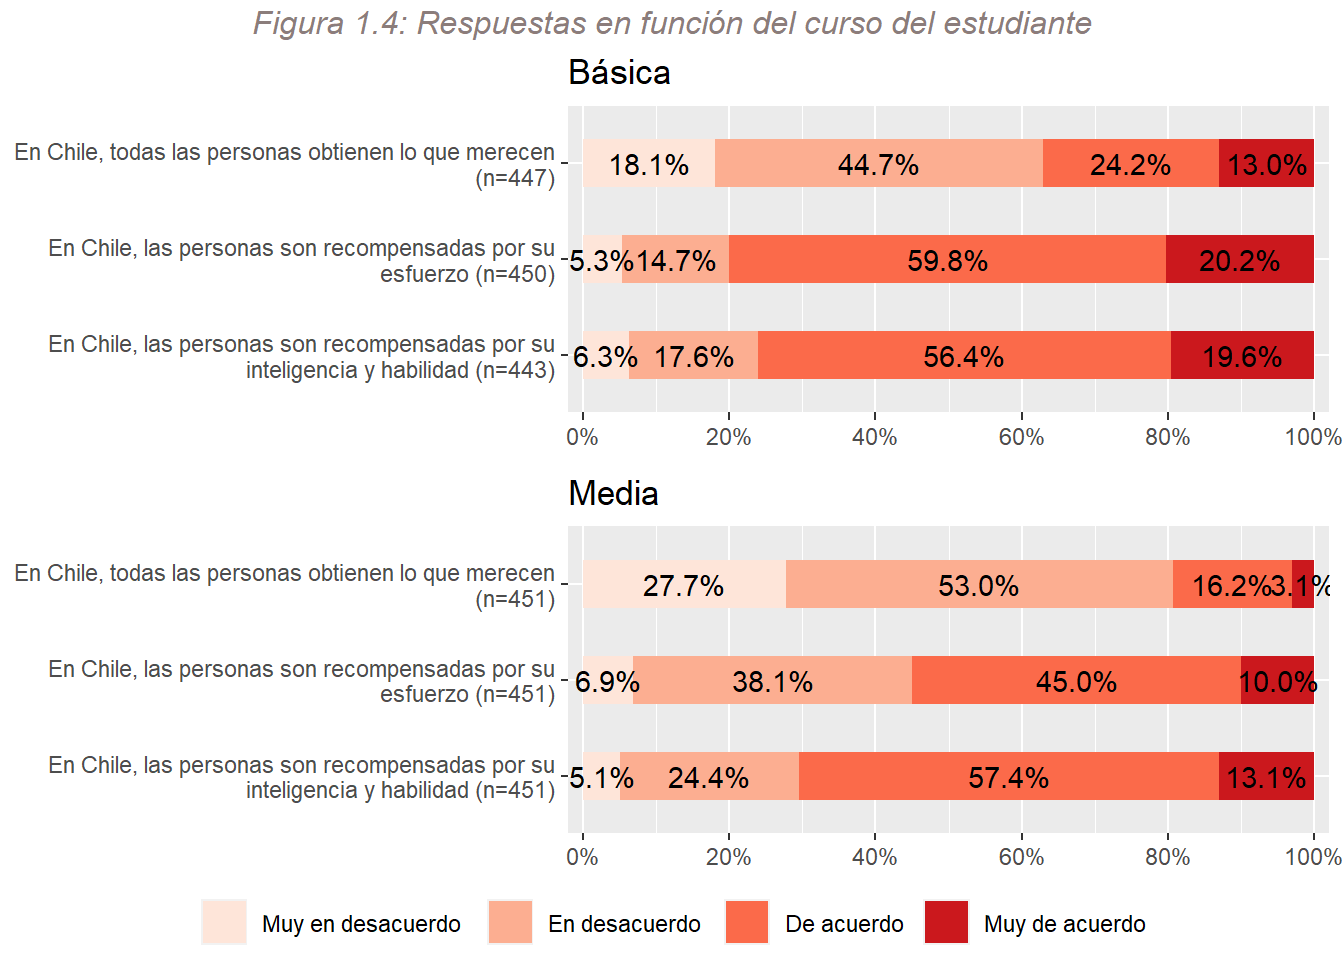 Figura 1.4: Respuestas en función del curso del estudiante
Básica
En Chile, todas las personas obtienen lo que merecen
(n=447)
18.1% 44.7% 24.2% 13.0%
En Chile, las personas son recompensadas por su
esfuerzo (n=450)
5.3% 14.7% 59.8% 20.2%
En Chile, las personas son recompensadas por su
inteligencia y habilidad (n=443)
6.3% 17.6% 56.4% 19.6%
0% 20% 40% 60% 80% 100%
Media
En Chile, todas las personas obtienen lo que merecen
(n=451)
27.7% 53.0% 16.2% 3.1%
En Chile, las personas son recompensadas por su
esfuerzo (n=451)
6.9% 38.1% 45.0% 10.0%
En Chile, las personas son recompensadas por su
inteligencia y habilidad (n=451)
5.1% 24.4% 57.4% 13.1%
0% 20% 40% 60% 80% 100%
Muy en desacuerdo En desacuerdo De acuerdo Muy de acuerdo